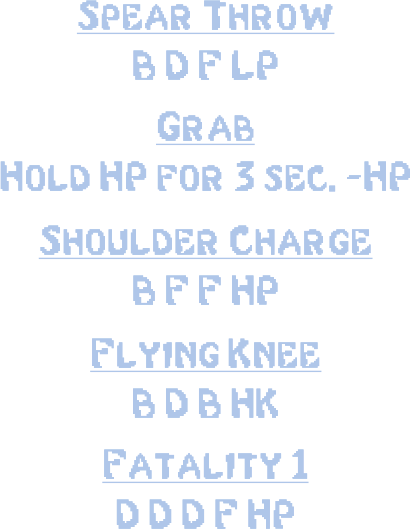 Spear Throw
B D F LP
Grab
Hold HP for 3 sec. -HP
Shoulder Charge
B F F HP
Flying Knee
B D B HK
Fatality 1
D D D F HP